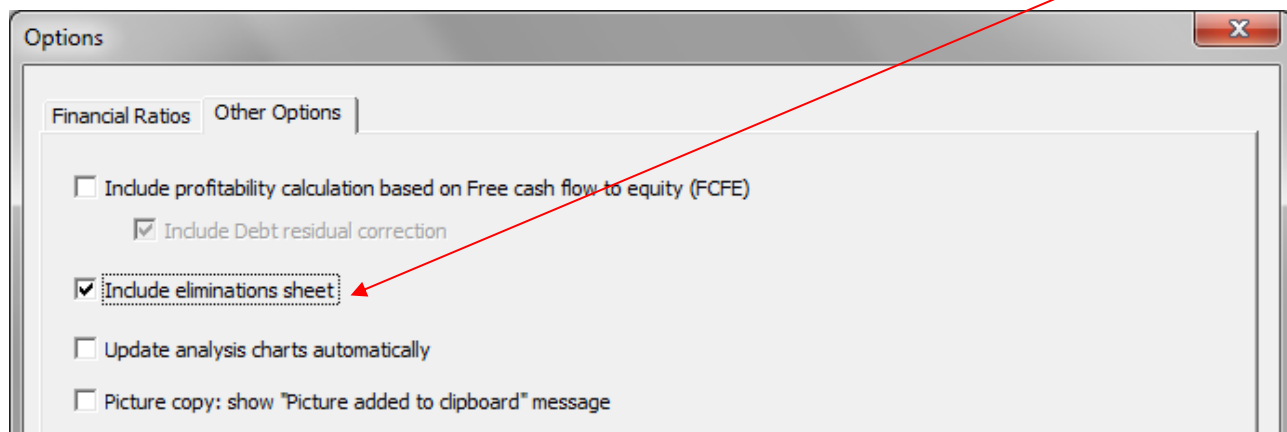 Options
Financial Ratios Other Options
Include profitability calculation based on Free cash flow to equity (FCFE)
Include Debt residual correction
Include eliminations sheet
Update analysis charts automatically
Picture copy: show "Picture added to clipboard" message